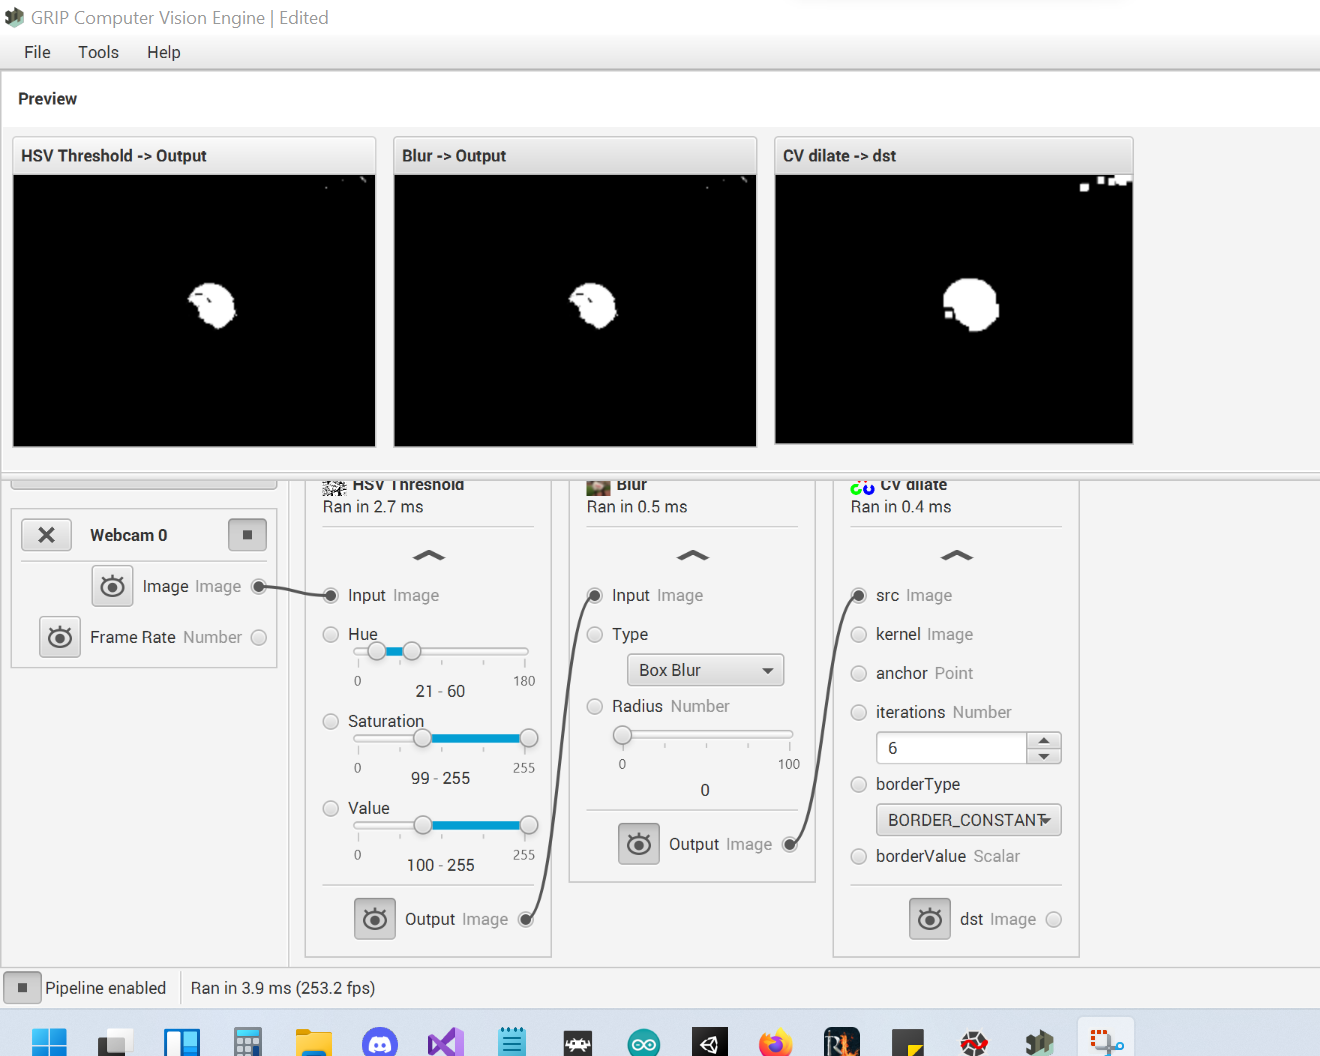 GRIP Computer Vision Engine | Edited
File Tools Help
Preview
HSV Threshold -> Output
Blur -> Output
CV dilate -> dst
Webcam 0
Image Image
Frame Rate Number
HSV Threshold
Ran in 2.7 ms
Input Image
Hue
0 180
21 - 60
Saturation
0 255
99 - 255
Value
0 255
100 - 255
Output Image
Blur
Ran in 0.5 ms
Input Image
Type
Box Blur
Radius Number
0 100
0
Output Image
CV dilate
Ran in 0.4 ms
src Image
kernel Image
anchor Point
iterations Number
6
borderType
BORDER_CONSTANT
borderValue Scalar
dst Image
Pipeline enabled
Ran in 3.9 ms (253.2 fps)